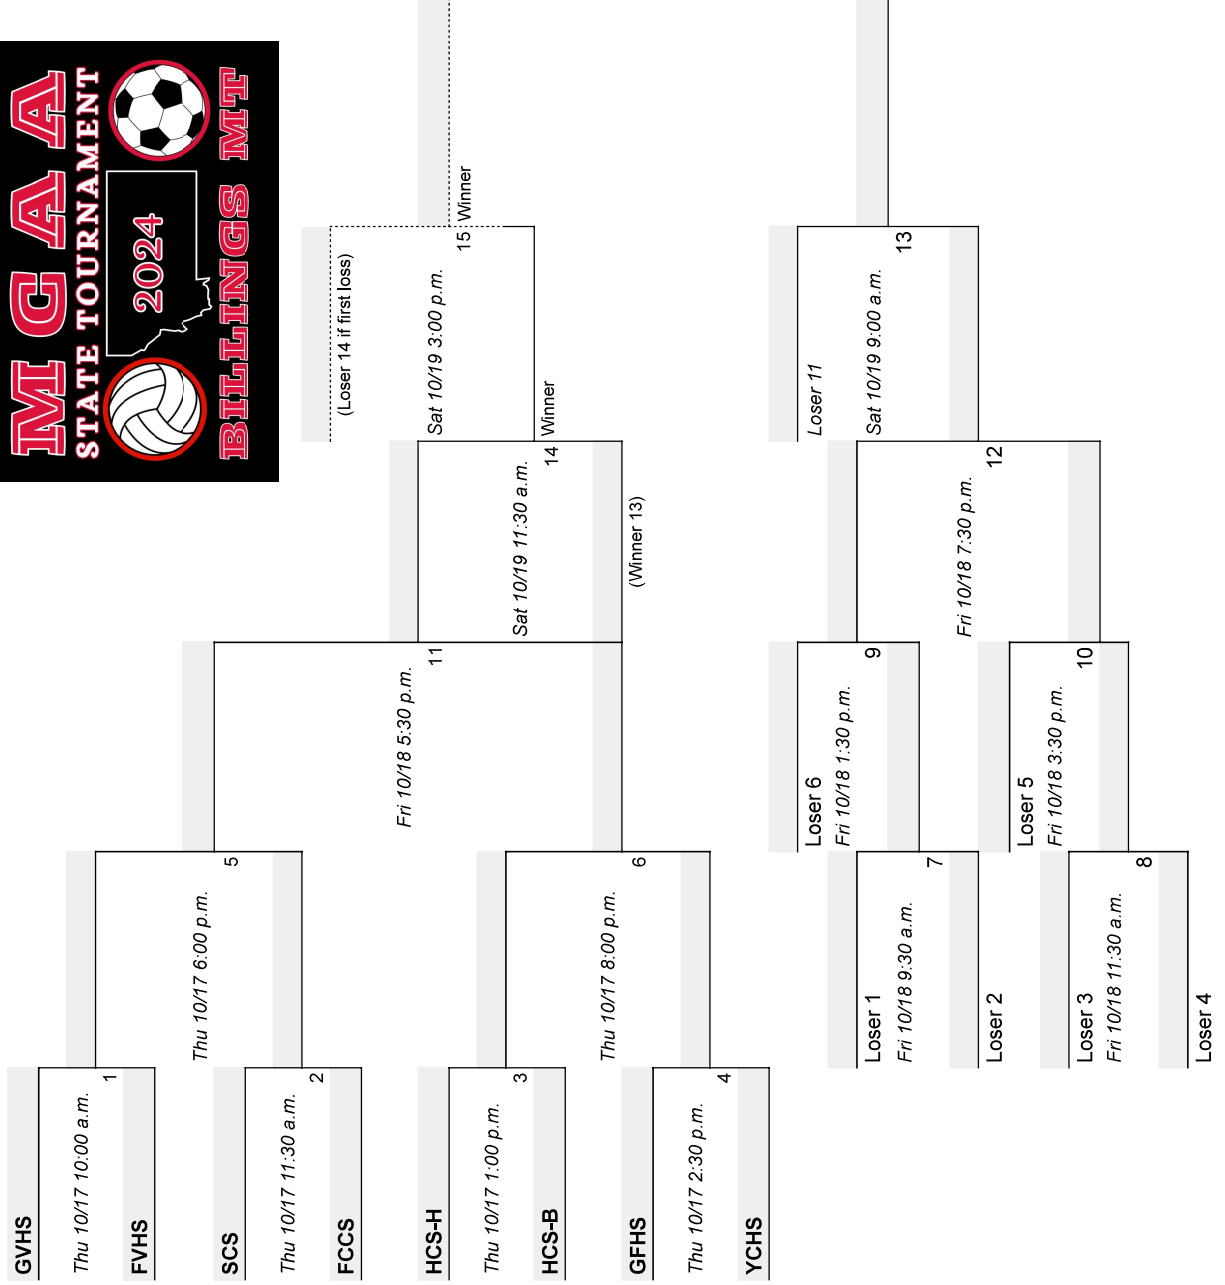 M C A A
STATE TOURNAMENT
2024
BILLINGS MT
GVHS
Thu 10/17 10:00 a.m.
1
FVHS
Thu 10/17 6:00 p.m.
5
SCS
Thu 10/17 11:30 a.m.
2
FCCS
Fri 10/18 5:30 p.m.
11
HCS-H
Thu 10/17 1:00 p.m.
3
HCS-B
Thu 10/17 8:00 p.m.
6
GFHS
Thu 10/17 2:30 p.m.
4
YCHS
(Loser 14 if first loss)
Sat 10/19 3:00 p.m.
15
Winner
Sat 10/19 11:30 a.m.
14
Winner
(Winner 13)
Loser 11
Sat 10/19 9:00 a.m.
13
Loser 6
Fri 10/18 1:30 p.m.
9
Loser 1
Fri 10/18 9:30 a.m.
7
Loser 2
Fri 10/18 7:30 p.m.
12
Loser 5
Fri 10/18 3:30 p.m.
10
Loser 3
Fri 10/18 11:30 a.m.
8
Loser 4